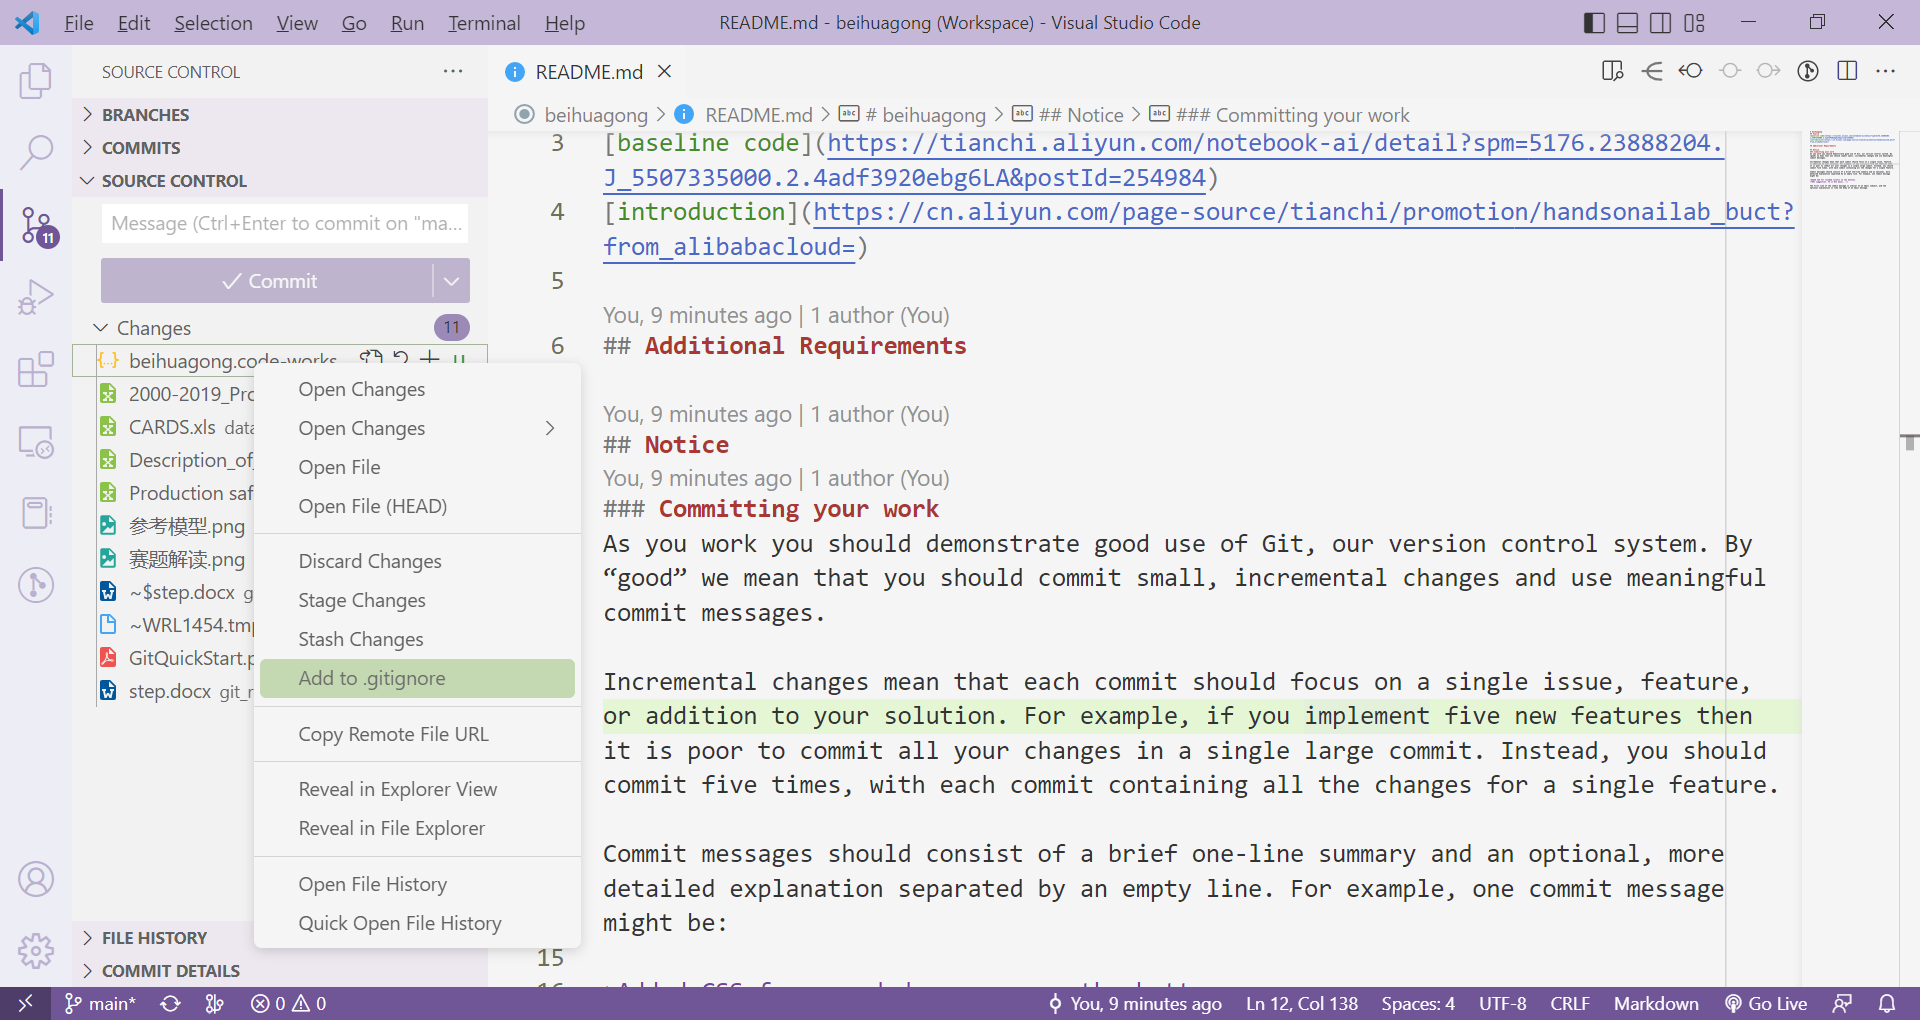 File Edit Selection View Go Run Terminal Help
README.md - beihuagong (Workspace) - Visual Studio Code
SOURCE CONTROL
BRANCHES
COMMITS
SOURCE CONTROL
Message (Ctrl+Enter to commit on "ma...
Commit
11
Changes 11
beihuagong.code-works U
2000-2019_Pro
CARDS.xls data
Description_of
Production saf
参考模型.png
赛题解读.png
~$step.docx g
~WRL1454.tmp
GitQuickStart.p
step.docx git_r
FILE HISTORY
COMMIT DETAILS
Open Changes
Open Changes
Open File
Open File (HEAD)
Discard Changes
Stage Changes
Stash Changes
Add to .gitignore
Copy Remote File URL
Reveal in Explorer View
Reveal in File Explorer
Open File History
Quick Open File History
README.md
beihuagong > README.md > # beihuagong > ## Notice > ### Committing your work
3 [baseline code](https://tianchi.aliyun.com/notebook-ai/detail?spm=5176.23888204.
J_5507335000.2.4adf3920ebg6LA&postId=254984)
4 [introduction](https://cn.aliyun.com/page-source/tianchi/promotion/handsonailab_buct?
from_alibabacloud=)
5
You, 9 minutes ago | 1 author (You)
6 ## Additional Requirements
You, 9 minutes ago | 1 author (You)
## Notice
You, 9 minutes ago | 1 author (You)
### Committing your work
As you work you should demonstrate good use of Git, our version control system. By
“good” we mean that you should commit small, incremental changes and use meaningful
commit messages.
Incremental changes mean that each commit should focus on a single issue, feature,
or addition to your solution. For example, if you implement five new features then
it is poor to commit all your changes in a single large commit. Instead, you should
commit five times, with each commit containing all the changes for a single feature.
Commit messages should consist of a brief one-line summary and an optional, more
detailed explanation separated by an empty line. For example, one commit message
might be:
15
main* 0 0
You, 9 minutes ago Ln 12, Col 138 Spaces: 4 UTF-8 CRLF Markdown Go Live